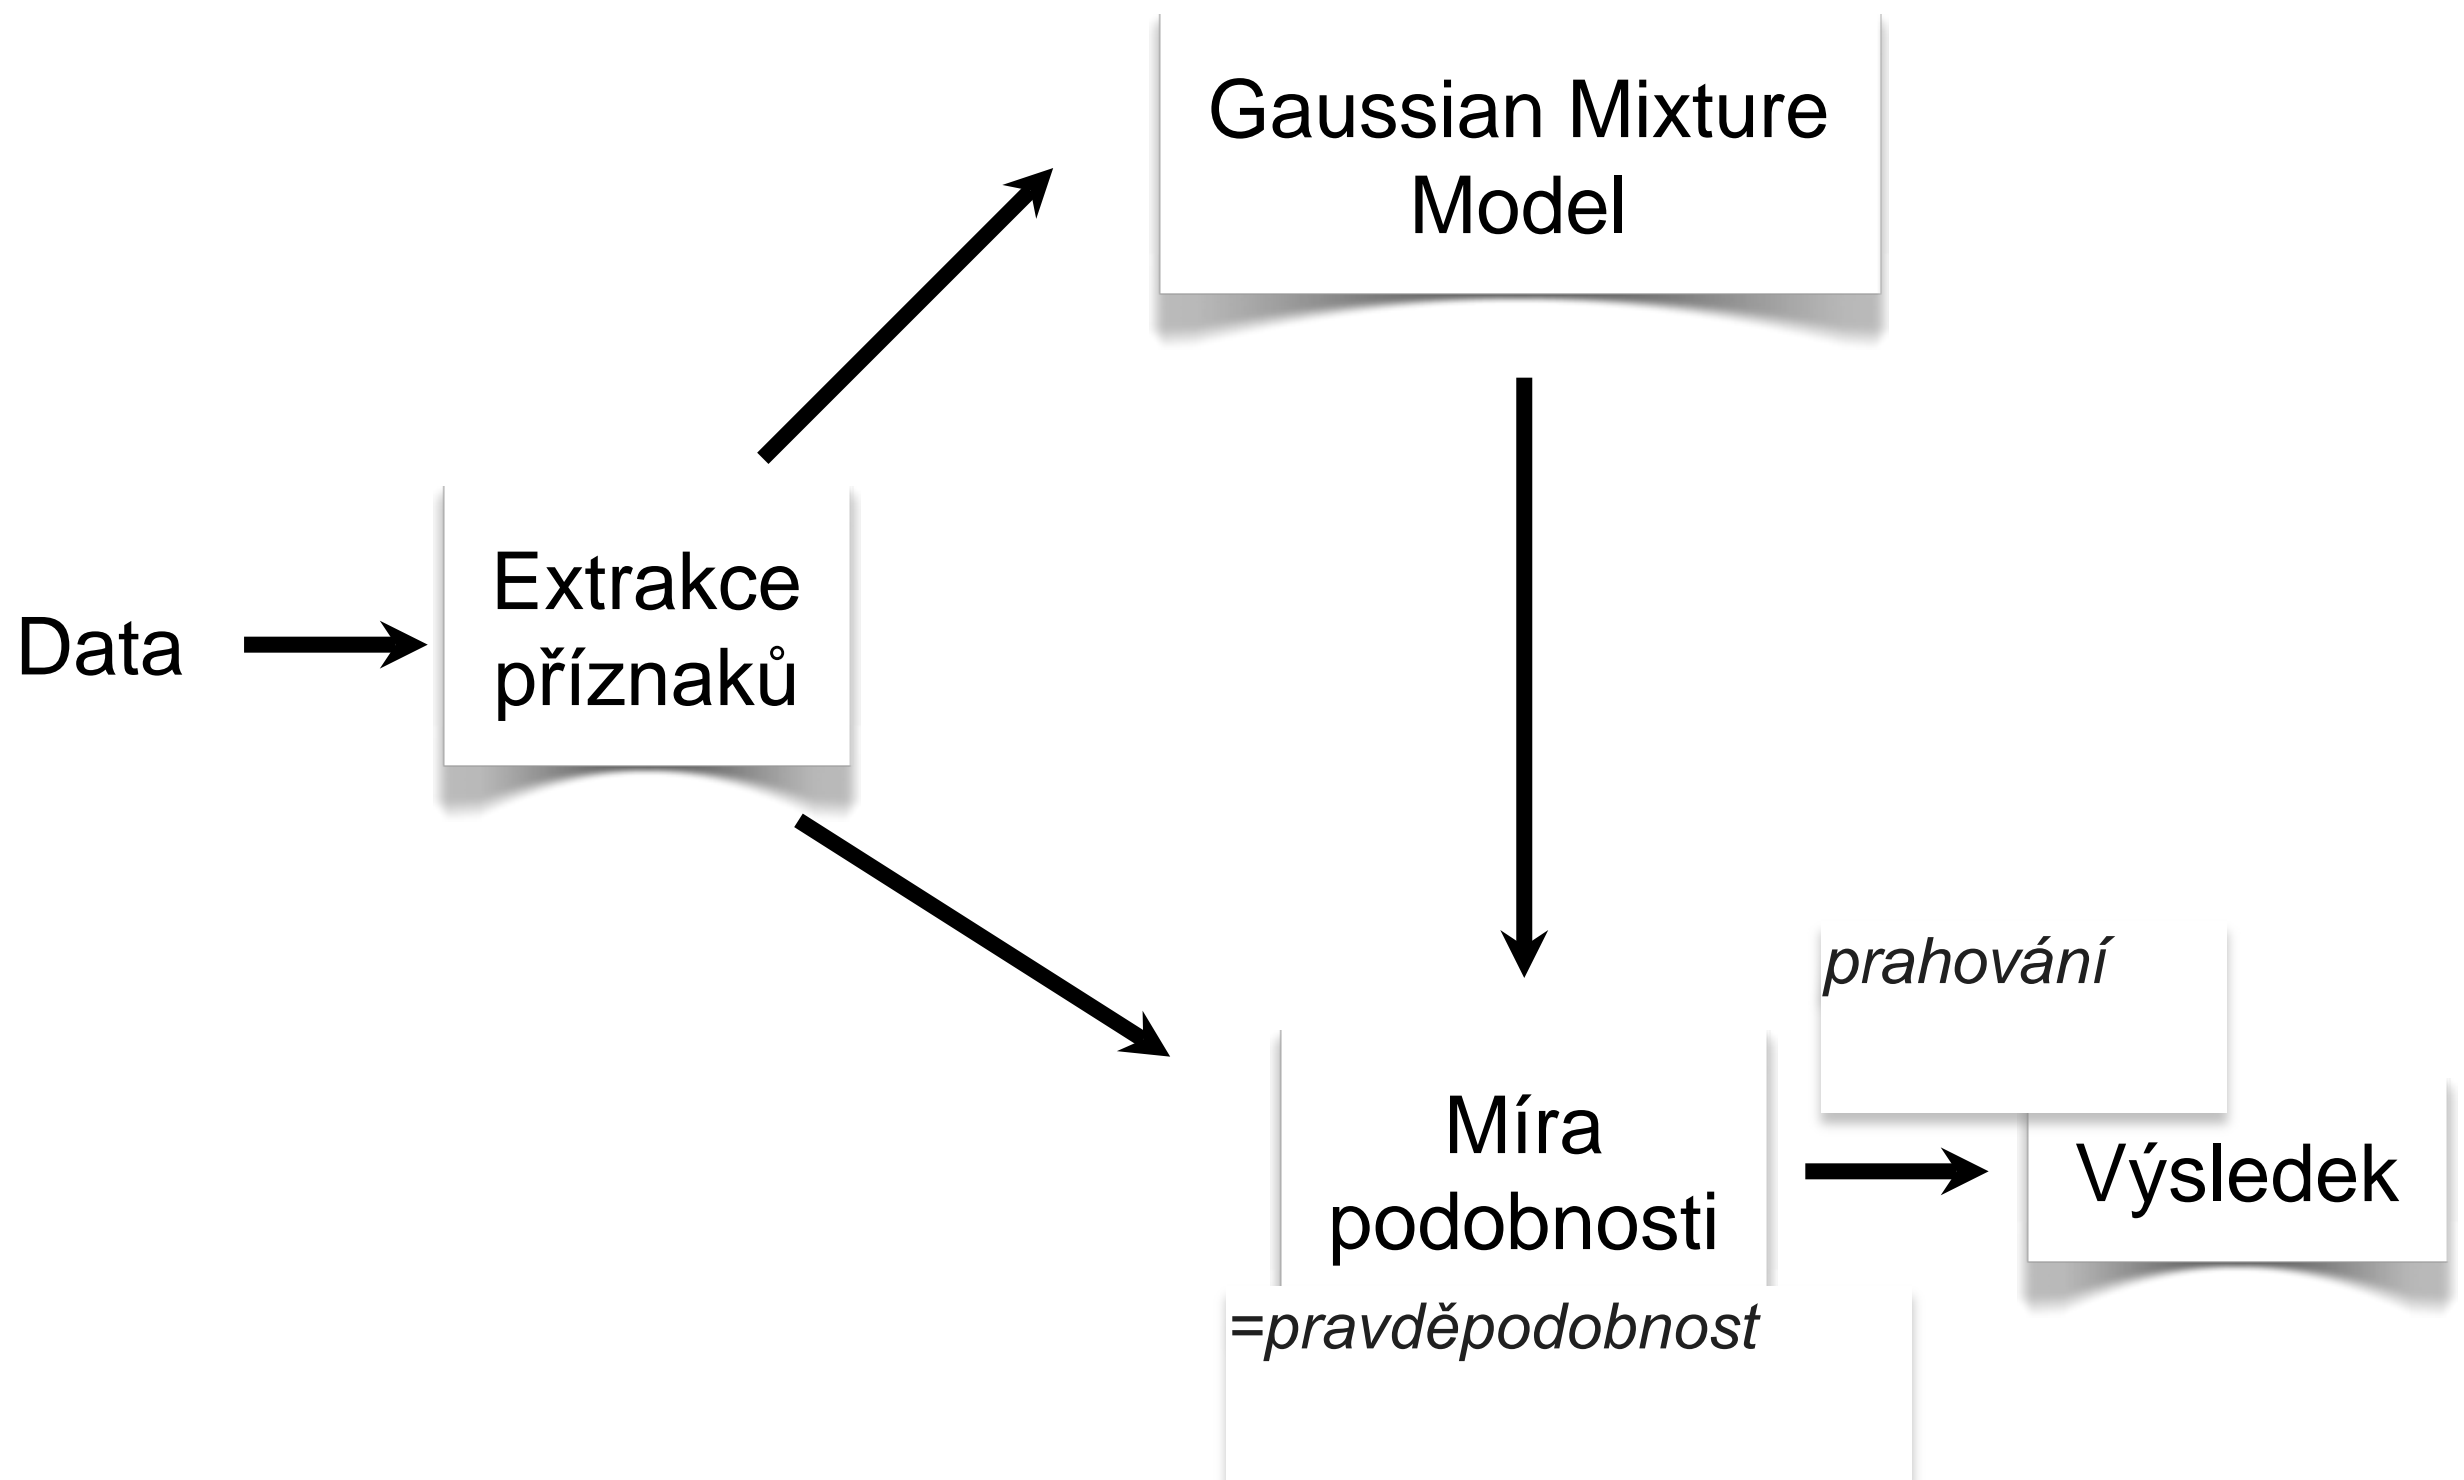 Gaussian Mixture
Model
Extrakce
příznaků
Data
prahování
Míra
podobnosti
=pravděpodobnost
Výsledek